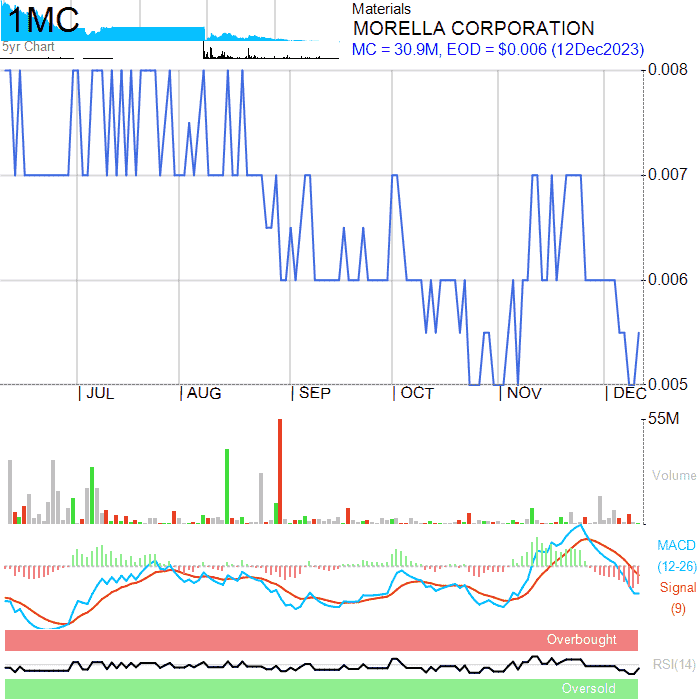 1MC
5yr Chart
Materials
MORELLA CORPORATION
MC = 30.9M, EOD = $0.006 (12Dec2023)
0.008
0.007
0.006
0.005
JUL
AUG
SEP
OCT
NOV
DEC
55M
Volume
MACD
(12-26)
Signal
(9)
Overbought
RSI(14)
Oversold